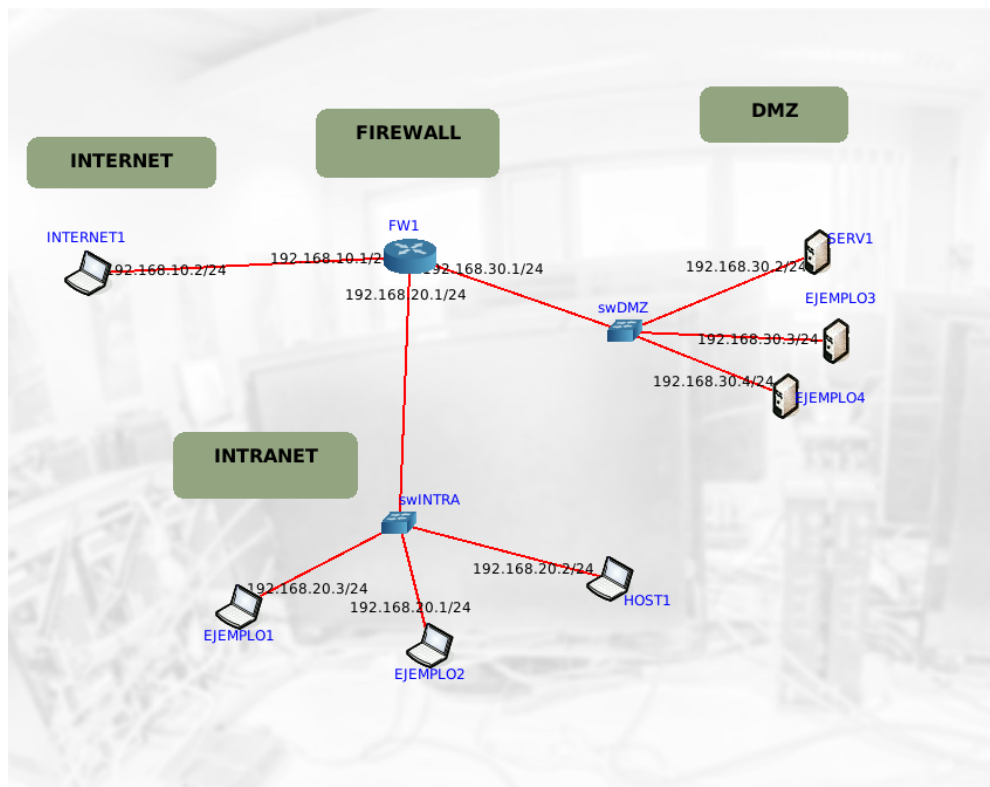 DMZ
FIREWALL
INTERNET
FW1
INTERNET1
SERV1
192.168.10.1/2
192.168.30.2/24
192.168.10.2/24
192.168.30.1/24
192.168.20.1/24
EJEMPLO3
swDMZ
192.168.30.3/24
192.168.30.4/24
EJEMPLO4
INTRANET
swINTRA
192.168.20.2/24
192.168.20.3/24
HOST1
192.168.20.1/24
EJEMPLO1
EJEMPLO2